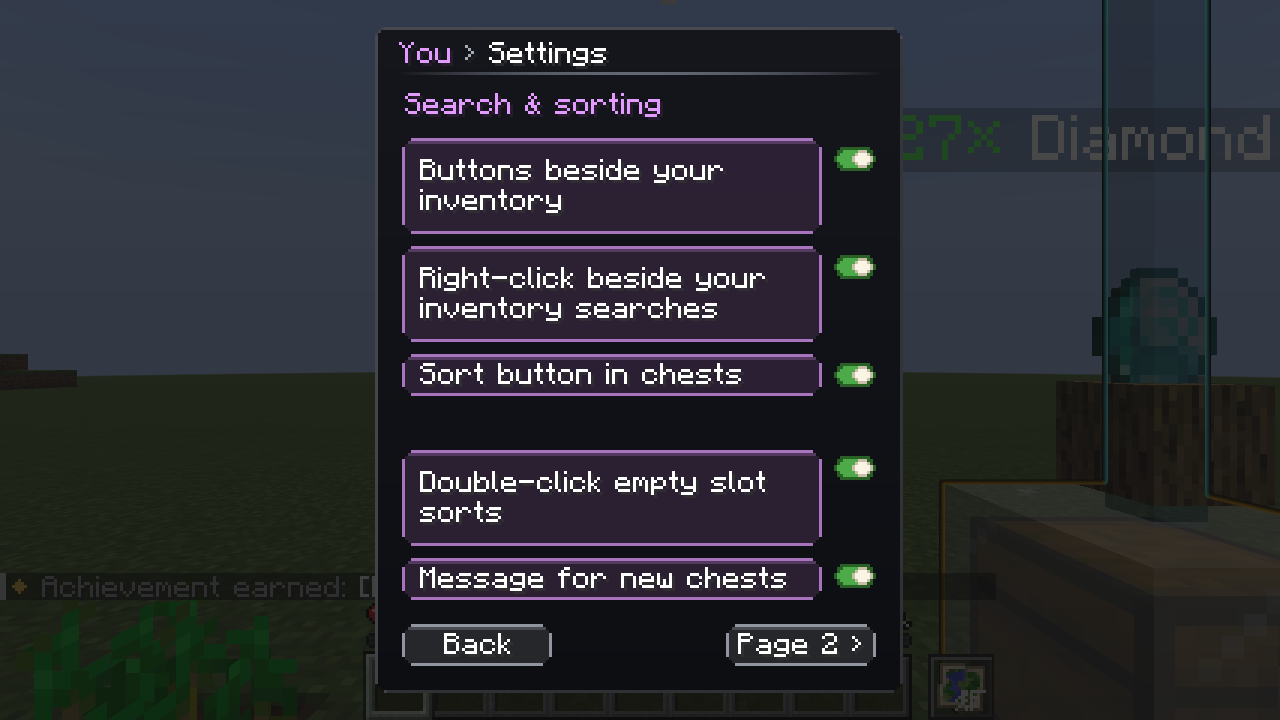 You > Settings
Search & sorting
27x Diamond
Buttons beside your
inventory
Right-click beside your
inventory searches
Sort button in chests
Double-click empty slot
sorts
Achievement earned: [
Message for new chests
Back
Page 2 >